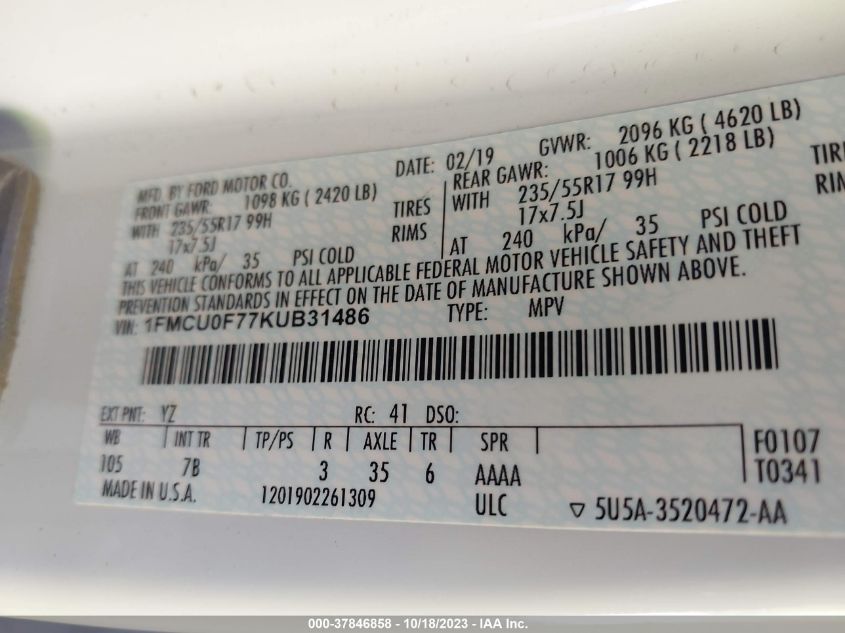 MFD. BY FORD MOTOR CO. DATE: 02/19 GVWR: 2096 KG ( 4620 LB)
FRONT GAWR: 1098 KG ( 2420 LB) REAR GAWR: 1006 KG ( 2218 LB)
WITH 235/55R17 99H TIRES WITH 235/55R17 99H TIRE
17x7.5J RIMS 17x7.5J RIM
AT 240 kPa/ 35 PSI COLD AT 240 kPa/ 35 PSI COLD
THIS VEHICLE CONFORMS TO ALL APPLICABLE FEDERAL MOTOR VEHICLE SAFETY AND THEFT
PREVENTION STANDARDS IN EFFECT ON THE DATE OF MANUFACTURE SHOWN ABOVE.
VIN: 1FMCU0F77KUB31486 TYPE: MPV
EXT PNT: YZ RC: 41 DSO:
WB INT TR TP/PS R AXLE TR SPR F0107
105 7B 3 35 6 AAAA T0341
MADE IN U.S.A. 1201902261309 ULC ▽ 5U5A-3520472-AA
000-37846858 - 10/18/2023 - IAA Inc.